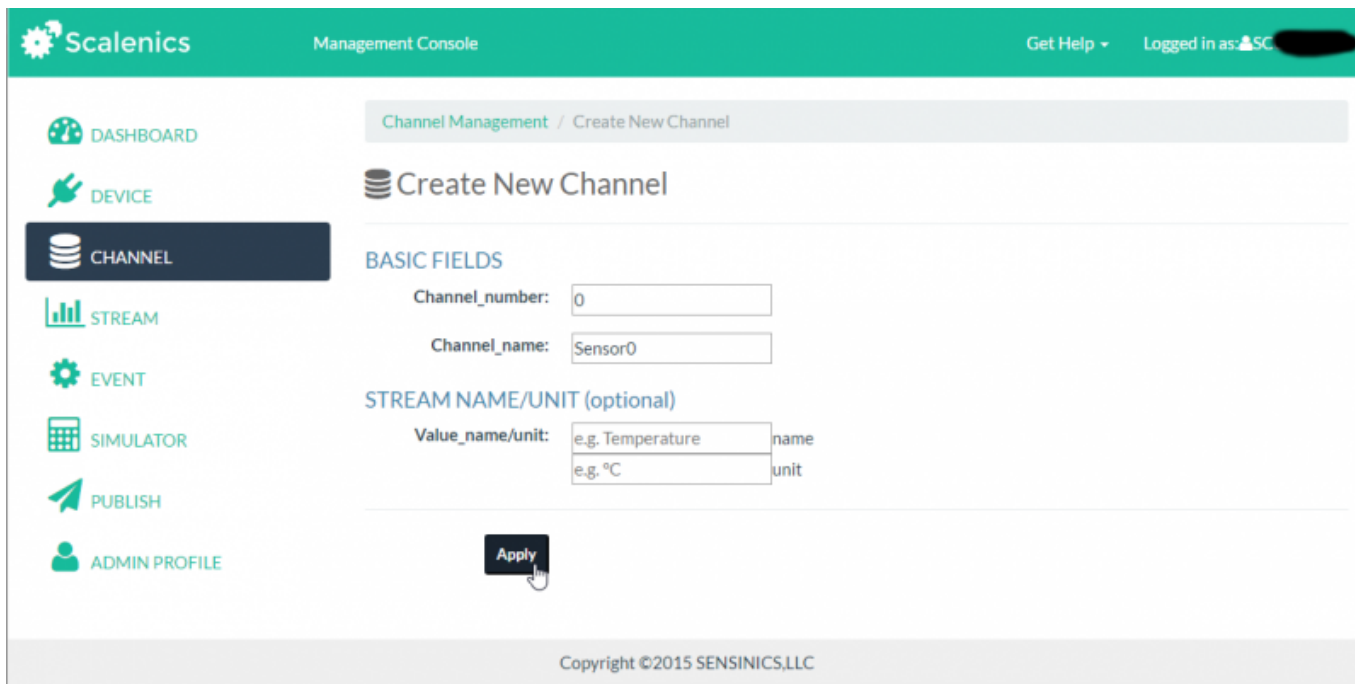 Scalenics
Management Console
Get Help
Logged in as: SC
DASHBOARD
DEVICE
CHANNEL
STREAM
EVENT
SIMULATOR
PUBLISH
ADMIN PROFILE
Channel Management / Create New Channel
Create New Channel
BASIC FIELDS
Channel_number: 0
Channel_name: Sensor0
STREAM NAME/UNIT (optional)
Value_name/unit: e.g. Temperature name
e.g. °C unit
Apply
Copyright ©2015 SENSINICS,LLC